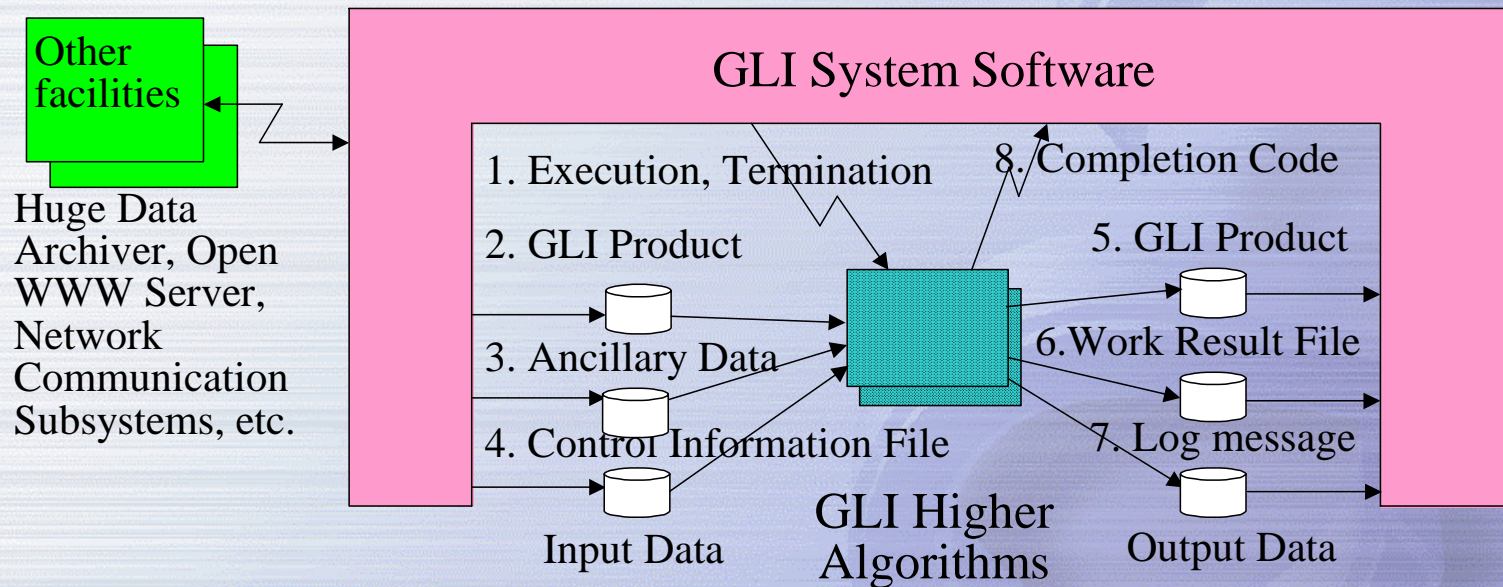 Other
facilities
GLI System Software
Huge Data
Archiver, Open
WWW Server,
Network
Communication
Subsystems, etc.
1. Execution, Termination
2. GLI Product
3. Ancillary Data
4. Control Information File
Input Data
GLI Higher
Algorithms
8. Completion Code
5. GLI Product
6.Work Result File
7. Log message
Output Data